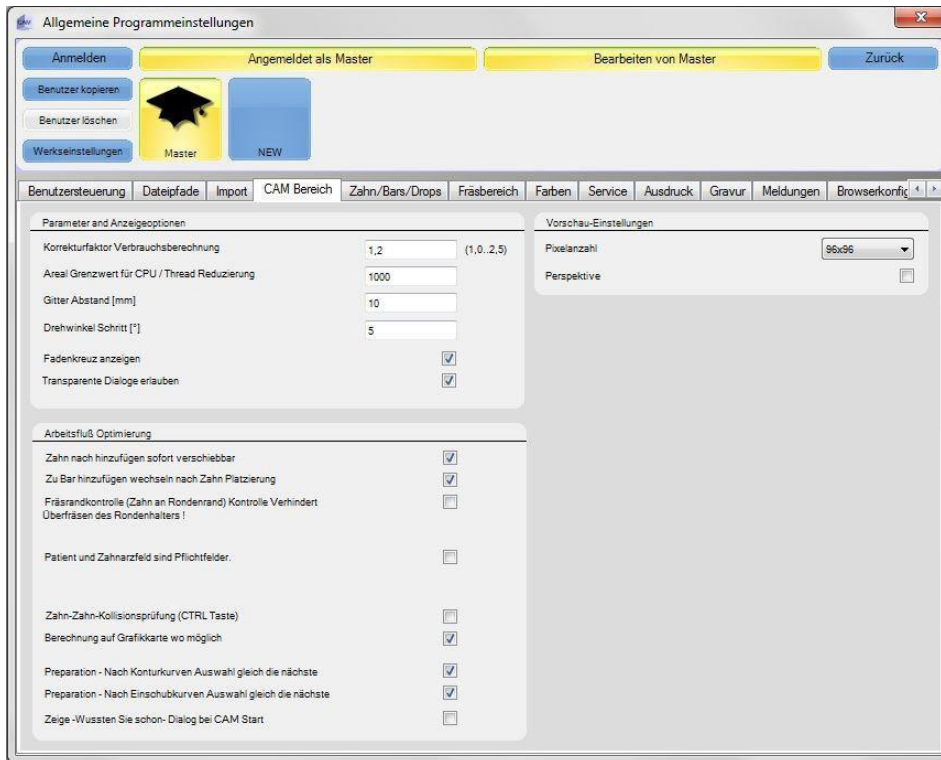 Allgemeine Programmeinstellungen
Anmelden
Angemeldet als Master
Bearbeiten von Master
Zurück
Benutzer kopieren
Benutzer löschen
Werkseinstellungen
Master
NEW
Benutzersteuerung
Dateipfade
Import
CAM Bereich
Zahn/Bars/Drops
Fräsbereich
Farben
Service
Ausdruck
Gravur
Meldungen
Browserkonfig
Parameter and Anzeigeoptionen
Korrekturfaktor Verbrauchsberechnung
1,2
(1,0..2,5)
Areal Grenzwert für CPU / Thread Reduzierung
1000
Gitter Abstand [mm]
10
Drehwinkel Schritt [°]
5
Fadenkreuz anzeigen
Transparente Dialoge erlauben
Vorschau-Einstellungen
Pixelanzahl
96x96
Perspektive
Arbeitsfluß Optimierung
Zahn nach hinzufügen sofort verschiebbar
Zu Bar hinzufügen wechseln nach Zahn Platzierung
Fräsrandkontrolle (Zahn an Rondenrand) Kontrolle Verhindert
Überfräsen des Rondenhalters !
Patient und Zahnarzfeld sind Pflichtfelder.
Zahn-Zahn-Kollisionsprüfung (CTRL Taste)
Berechnung auf Grafikkarte wo möglich
Preparation - Nach Konturkurven Auswahl gleich die nächste
Preparation - Nach Einschubkurven Auswahl gleich die nächste
Zeige -Wussten Sie schon- Dialog bei CAM Start